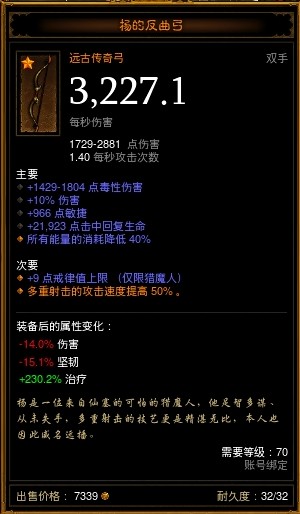 杨的反曲弓
远古传奇弓 双手
3,227.1
每秒伤害
1729-2881 点伤害
1.40 每秒攻击次数
主要
+1429-1804 点毒性伤害
+10% 伤害
+966 点敏捷
+21,923 点击中回复生命
所有能量的消耗降低 40%
次要
+9 点戒律值上限 （仅限猎魔人）
多重射击的攻击速度提高 50% 。
装备后的属性变化：
-14.0% 伤害
-15.1% 坚韧
+230.2% 治疗
杨是一位来自仙塞的可怕的猎魔人，他足智多谋、
从未失手，多重射击的技艺更是精湛无比，本人也
因此威名远播。
需要等级：70
账号绑定
出售价格： 7339 耐久度：32/32